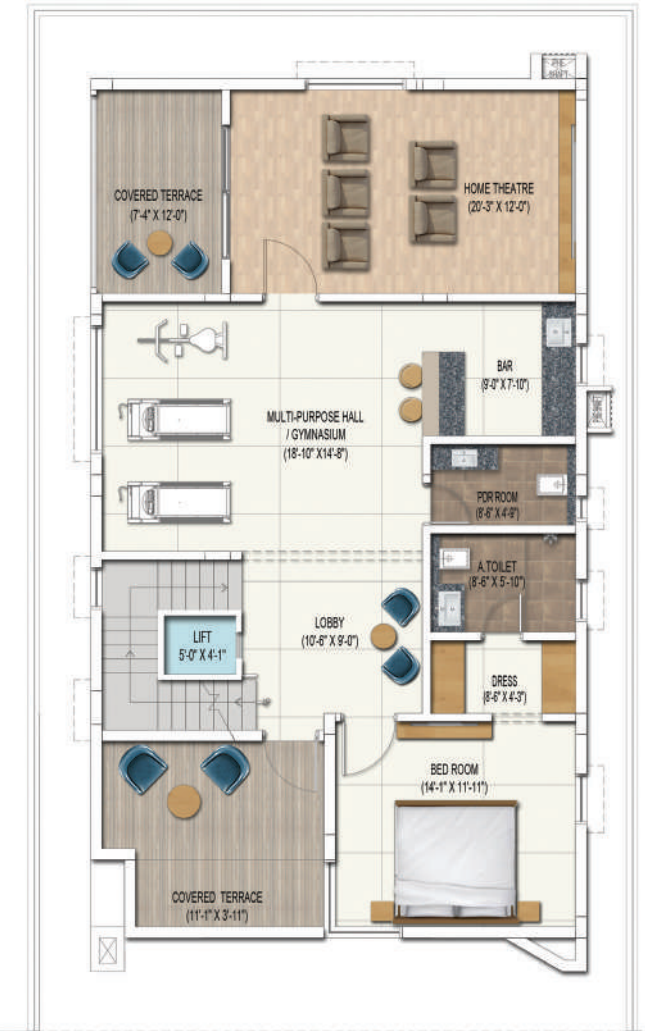 PHE
SHAFT
COVERED TERRACE
(7'-4" X 12'-0")
HOME THEATRE
(20'-3" X 12'-0")
BAR
(9'-0" X 7'-10")
MULTI-PURPOSE HALL
/ GYMNASIUM
(18'-10" X14'-8")
PDR ROOM
(8'-6" X 4'-9")
A.TOILET
(8'-6" X 5'-10")
LOBBY
(10'-6" X 9'-0")
LIFT
5'-0" X 4'-1"
DRESS
(8'-6" X 4'-3")
BED ROOM
(14'-1" X 11'-11")
COVERED TERRACE
(11'-1" X 3'-11")